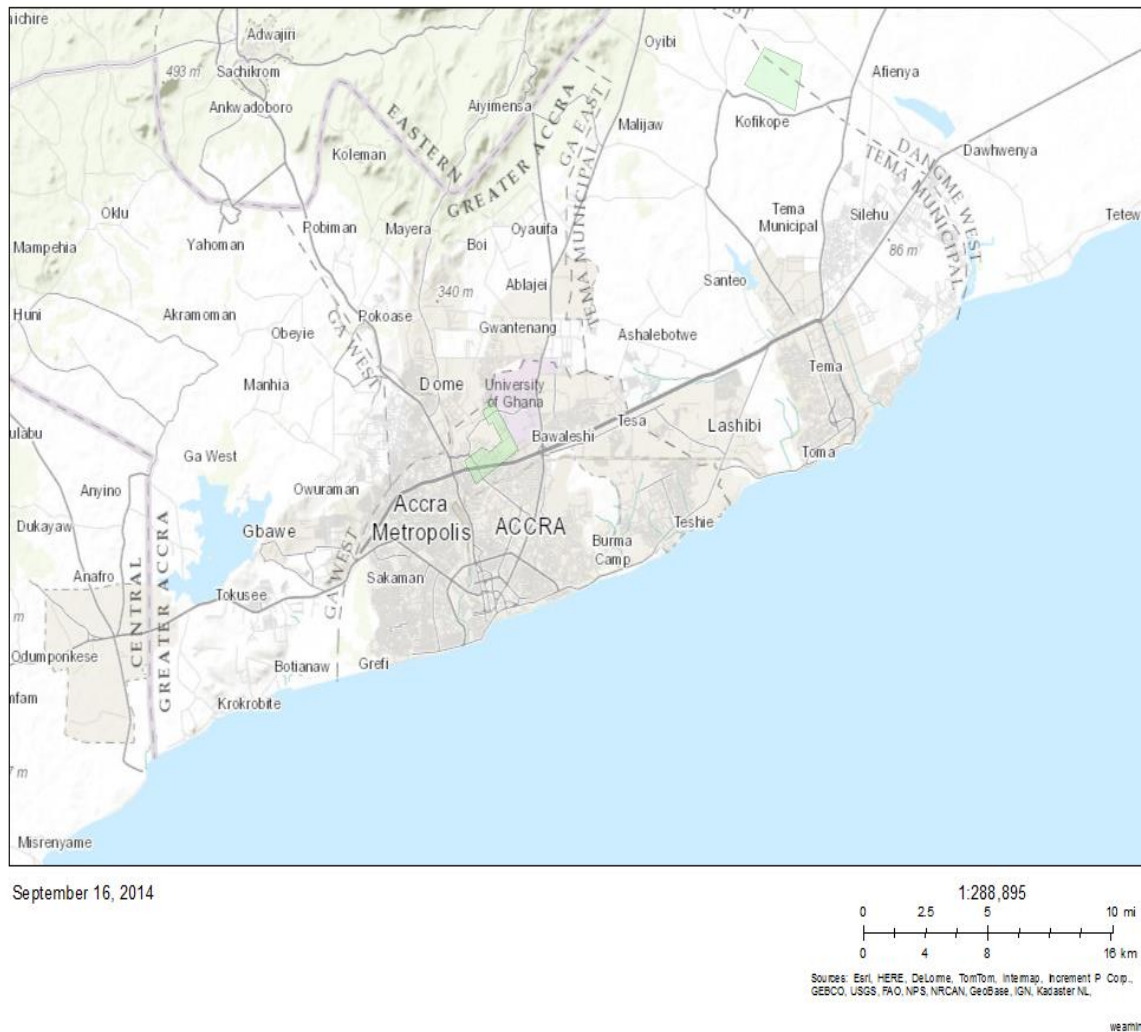 Adwajiri
Oyibi
493 m
Sachikrom
Afienya
Ankwadoboro
Aiyimensa
Malijaw
Kofikope
EASTERN
GREATER ACCRA
GA EAST
TEMA MUNICIPAL
DANGME WEST
TEMA MUNICIPAL
Dawhwenya
Koleman
Oklu
Pobiman
Mayera
Oyauifa
Boi
Tema
Municipal
Silehu
Mampehia
Yahoman
86 m
Ablajei
Santeo
340 m
Huni
Akramoman
Pokoase
Obeyie
Gwantenang
Ashalebotwe
GA WEST
Manhia
Dome
University
of Ghana
Tema
Tesa
Lashibi
Bawaleshi
Ga West
Toma
Anyino
Owuraman
Accra
Metropolis
ACCRA
Dukayaw
Gbawe
Teshie
Burma
Camp
GA WEST
Anafro
Sakaman
Tokusee
CENTRAL
GREATER ACCRA
Odumponkese
Botianaw
Grefi
Krokrobite
Misrenyame
September 16, 2014
1:288,895
0 2.5 5 10 mi
0 4 8 16 km
Sources: Esri, HERE, DeLorme, TomTom, Intermap, Increment P Corp.,
GEBCO, USGS, FAO, NPS, NRCAN, GeoBase, IGN, Kadaster NL,